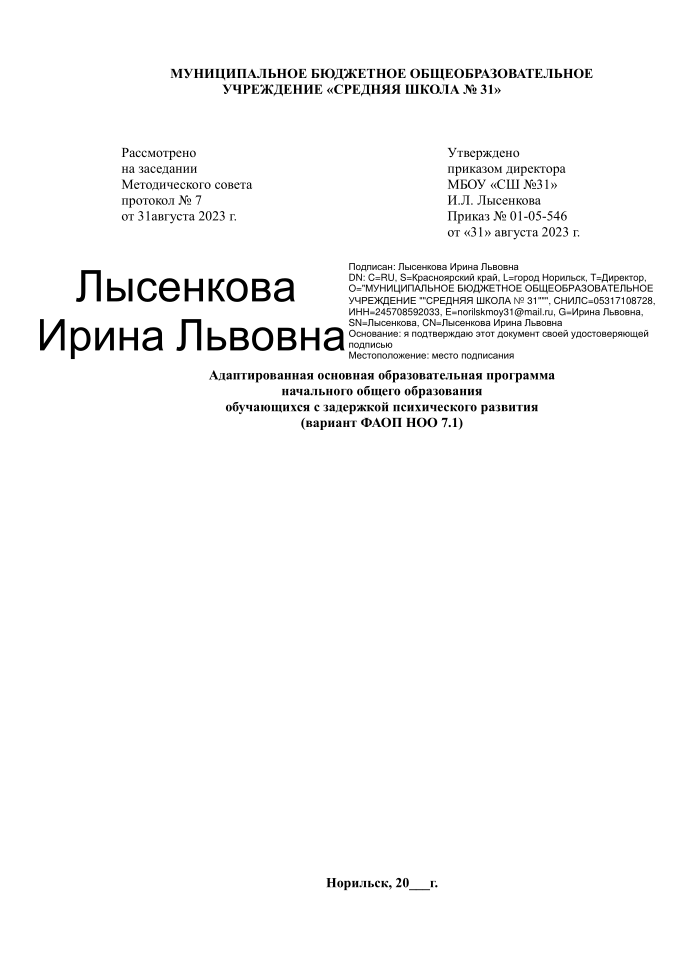 МУНИЦИПАЛЬНОЕ БЮДЖЕТНОЕ ОБЩЕОБРАЗОВАТЕЛЬНОЕ
УЧРЕЖДЕНИЕ «СРЕДНЯЯ ШКОЛА № 31»
Рассмотрено
на заседании
Методического совета
протокол № 7
от 31августа 2023 г.
Утверждено
приказом директора
МБОУ «СШ №31»
И.Л. Лысенкова
Приказ № 01-05-546
от «31» августа 2023 г.
Лысенкова
Ирина Львовна
Подписан: Лысенкова Ирина Львовна
DN: C=RU, S=Красноярский край, L=город Норильск, T=Директор,
O="МУНИЦИПАЛЬНОЕ БЮДЖЕТНОЕ ОБЩЕОБРАЗОВАТЕЛЬНОЕ
УЧРЕЖДЕНИЕ ""СРЕДНЯЯ ШКОЛА № 31""", СНИЛС=05317108728,
ИНН=245708592033, E=norilskmoy31@mail.ru, G=Ирина Львовна,
SN=Лысенкова, CN=Лысенкова Ирина Львовна
Основание: я подтверждаю этот документ своей удостоверяющей
подписью
Местоположение: место подписания
Адаптированная основная образовательная программа
начального общего образования
обучающихся с задержкой психического развития
(вариант ФАОП НОО 7.1)
Норильск, 20___г.